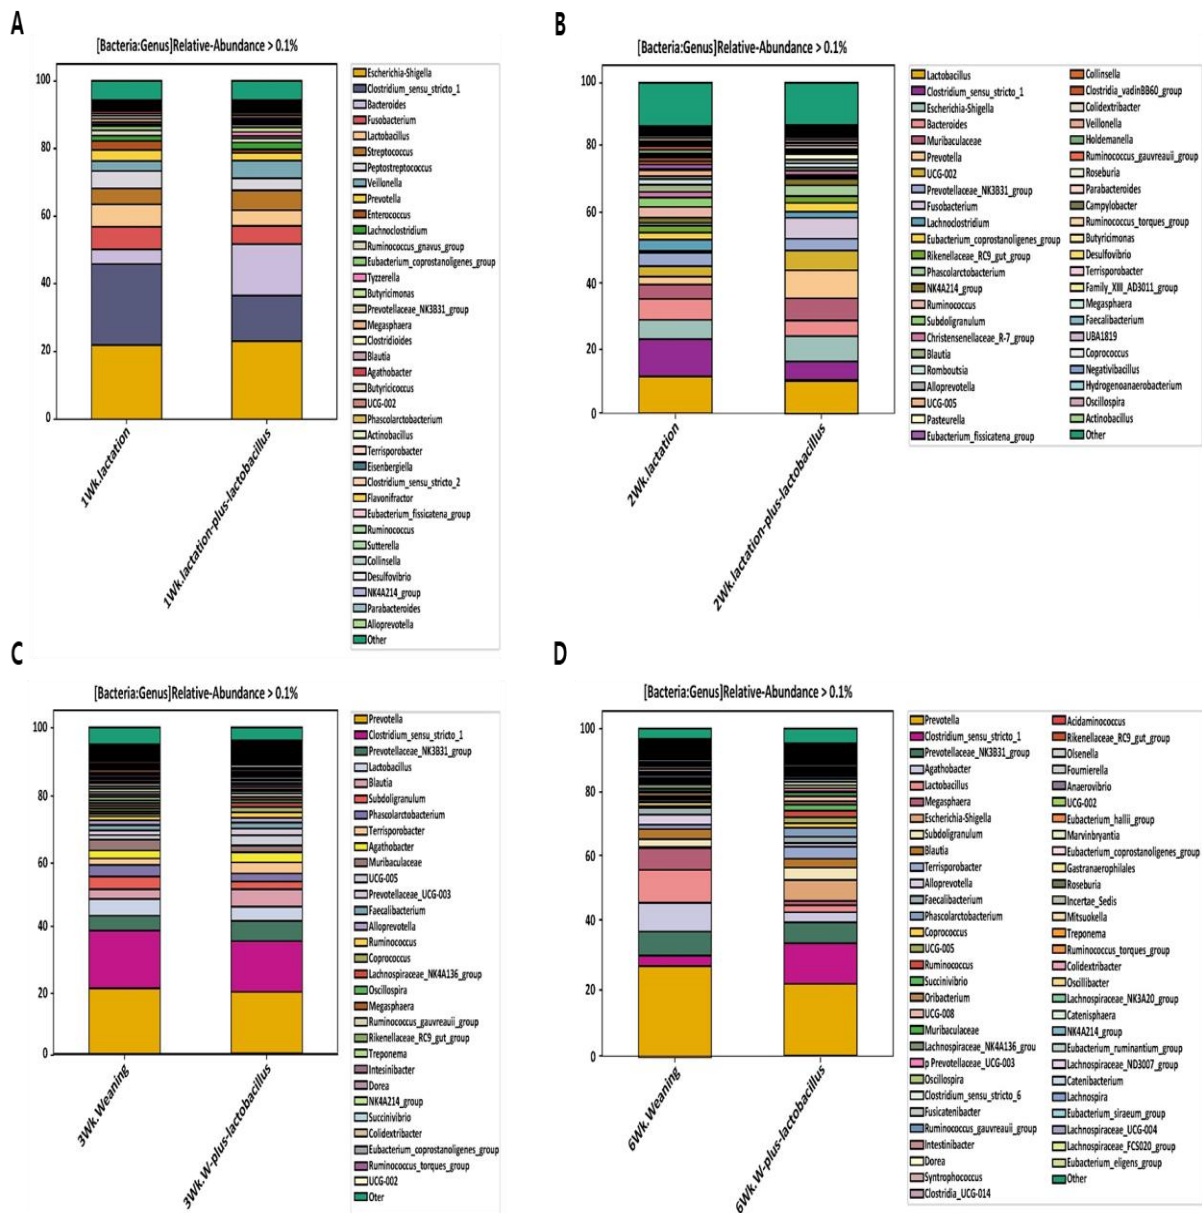 A
[Bacteria:Genus]Relative-Abundance > 0.1%
100
80
60
40
20
0
1Wk.lactation
1Wk.lactation-plus-lactobacillus
Escherichia-Shigella
Clostridium_sensu_stricto_1
Bacteroides
Fusobacterium
Lactobacillus
Streptococcus
Peptostreptococcus
Veillonella
Prevotella
Enterococcus
Lachnoclostridium
Ruminococcus_gnavus_group
Eubacterium_coprostanoligenes_group
Tyzzerella
Butyricimonas
Prevotellaceae_NK3B31_group
Megasphaera
Clostridioides
Blautia
Agathobacter
Butyricicoccus
UCG-002
Phascolarctobacterium
Actinobacillus
Terrisporobacter
Eisenbergiella
Clostridium_sensu_stricto_2
Flavonifractor
Eubacterium_fissicatena_group
Ruminococcus
Sutterella
Collinsella
Desulfovibrio
NK4A214_group
Parabacteroides
Alloprevotella
Other
B
[Bacteria:Genus]Relative-Abundance > 0.1%
100
80
60
40
20
0
2Wk.lactation
2Wk.lactation-plus-lactobacillus
Lactobacillus
Clostridium_sensu_stricto_1
Escherichia-Shigella
Bacteroides
Muribaculaceae
Prevotella
UCG-002
Prevotellaceae_NK3B31_group
Fusobacterium
Lachnoclostridium
Eubacterium_coprostanoligenes_group
Rikenellaceae_RC9_gut_group
Phascolarctobacterium
NK4A214_group
Ruminococcus
Subdoligranulum
Christensenellaceae_R-7_group
Blautia
Romboutsia
Alloprevotella
UCG-005
Pasteurella
Eubacterium_fissicatena_group
Collinsella
Clostridia_vadinBB60_group
Colidextribacter
Veillonella
Holdemanella
Ruminococcus_gauvreauii_group
Roseburia
Parabacteroides
Campylobacter
Ruminococcus_torques_group
Butyricimonas
Desulfovibrio
Terrisporobacter
Family_XIII_AD3011_group
Megasphaera
Faecalibacterium
UBA1819
Coprococcus
Negativibacillus
Hydrogenoanaerobacterium
Oscillospira
Actinobacillus
Other
C
[Bacteria:Genus]Relative-Abundance > 0.1%
100
80
60
40
20
0
3Wk.Weaning
3Wk.W-plus-lactobacillus
Prevotella
Clostridium_sensu_stricto_1
Prevotellaceae_NK3B31_group
Lactobacillus
Blautia
Subdoligranulum
Phascolarctobacterium
Terrisporobacter
Agathobacter
Muribaculaceae
UCG-005
Prevotellaceae_UCG-003
Faecalibacterium
Alloprevotella
Ruminococcus
Coprococcus
Lachnospiraceae_NK4A136_group
Oscillospira
Megasphaera
Ruminococcus_gauvreauii_group
Rikenellaceae_RC9_gut_group
Treponema
Intesinibacter
Dorea
NK4A214_group
Succinivibrio
Colidextribacter
Eubacterium_coprostanoligenes_group
Ruminococcus_torques_group
UCG-002
Oter
D
[Bacteria:Genus]Relative-Abundance > 0.1%
100
80
60
40
20
0
6Wk.Weaning
6Wk.W-plus-lactobacillus
Prevotella
Clostridium_sensu_stricto_1
Prevotellaceae_NK3B31_group
Agathobacter
Lactobacillus
Megasphaera
Escherichia-Shigella
Subdoligranulum
Blautia
Terrisporobacter
Alloprevotella
Faecalibacterium
Phascolarctobacterium
Coprococcus
UCG-005
Ruminococcus
Succinivibrio
Oribacterium
UCG-008
Muribaculaceae
Lachnospiraceae_NK4A136_grou
p Prevotellaceae_UCG-003
Oscillospira
Clostridium_sensu_stricto_6
Fusicatenibacter
Ruminococcus_gauvreauii_group
Intestinibacter
Dorea
Syntrophococcus
Clostridia_UCG-014
Acidaminococcus
Rikenellaceae_RC9_gut_group
Olsenella
Fournierella
Anaerovibrio
UCG-002
Eubacterium_hallii_group
Marvinbryantia
Eubacterium_coprostanoligenes_group
Gastranaerophilales
Roseburia
Incertae_Sedis
Mitsuokella
Treponema
Ruminococcus_torques_group
Colidextribacter
Oscillibacter
Lachnospiraceae_NK3A20_group
Catenisphaera
NK4A214_group
Eubacterium_ruminantium_group
Lachnospiraceae_ND3007_group
Catenibacterium
Lachnospira
Eubacterium_siraeum_group
Lachnospiraceae_UCG-004
Lachnospiraceae_FCS020_group
Eubacterium_eligens_group
Other